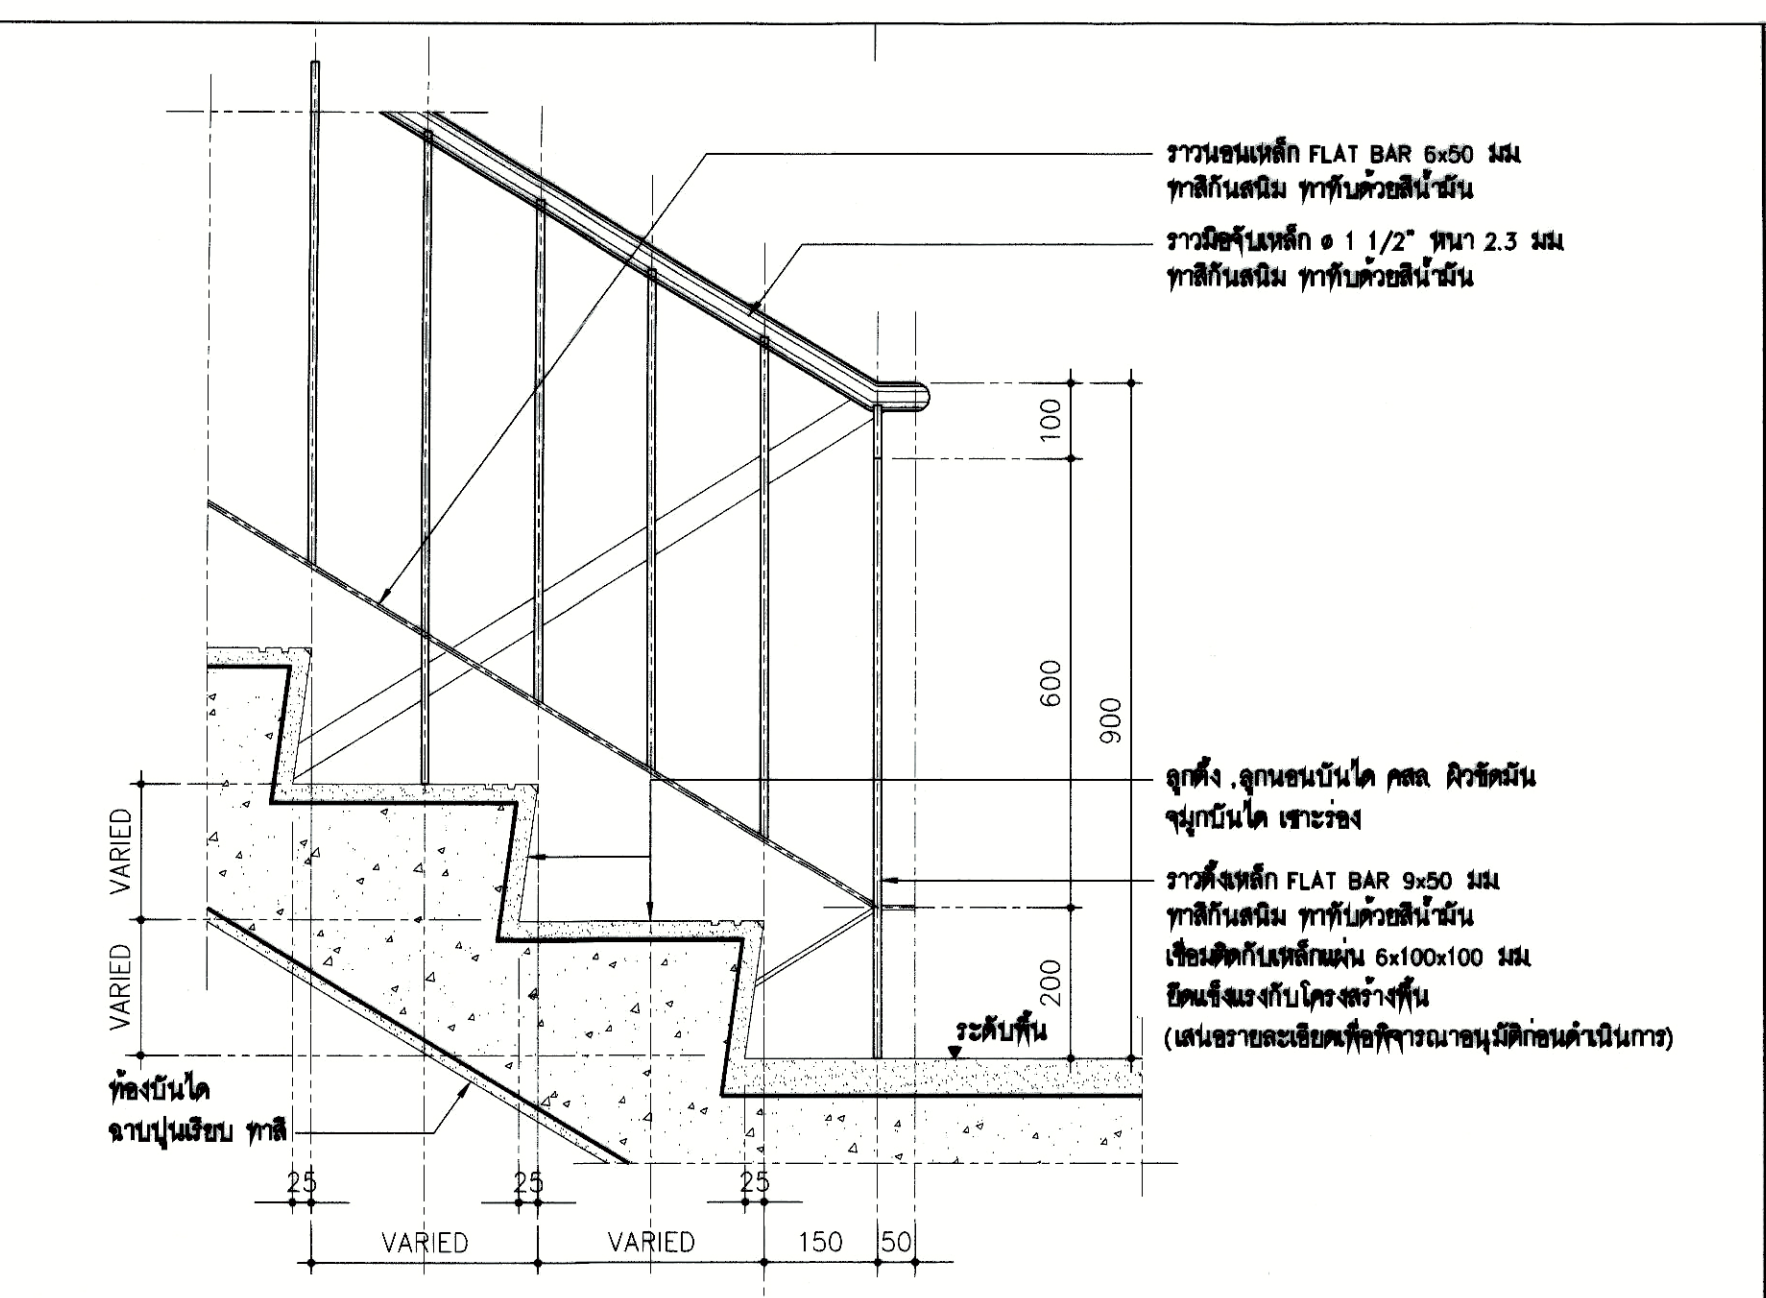 ราวนอนเหล็ก FLAT BAR 6x50 มม
ทาสีกันสนิม ทาทับด้วยสีน้ำมัน
ราวมือจับเหล็ก ø 1 1/2" หนา 2.3 มม
ทาสีกันสนิม ทาทับด้วยสีน้ำมัน
100
600
900
200
ลูกตั้ง ,ลูกนอนบันได คสล ผิวขัดมัน
จมูกบันได เซาะร่อง
ราวตั้งเหล็ก FLAT BAR 9x50 มม
ทาสีกันสนิม ทาทับด้วยสีน้ำมัน
เชื่อมติดกับเหล็กแผ่น 6x100x100 มม
ยึดแข็งแรงกับโครงสร้างพื้น
(เสนอรายละเอียดเพื่อพิจารณาอนุมัติก่อนดำเนินการ)
ระดับพื้น
VARIED
VARIED
ท้องบันได
ฉาบปูนเรียบ ทาสี
25
25
25
VARIED
VARIED
150
50